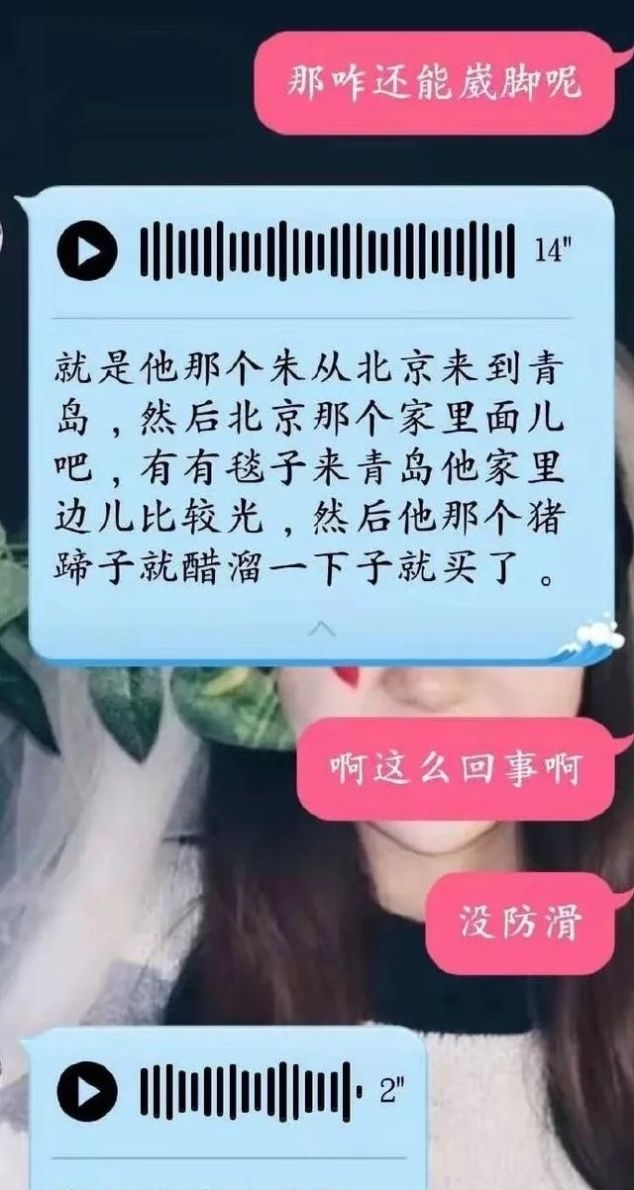 那咋还能崴脚呢
14"
就是他那个朱从北京来到青
岛，然后北京那个家里面儿
吧，有有毯子来青岛他家里
边儿比较光，然后他那个猪
蹄子就醋溜一下子就买了。
啊这么回事啊
没防滑
2"